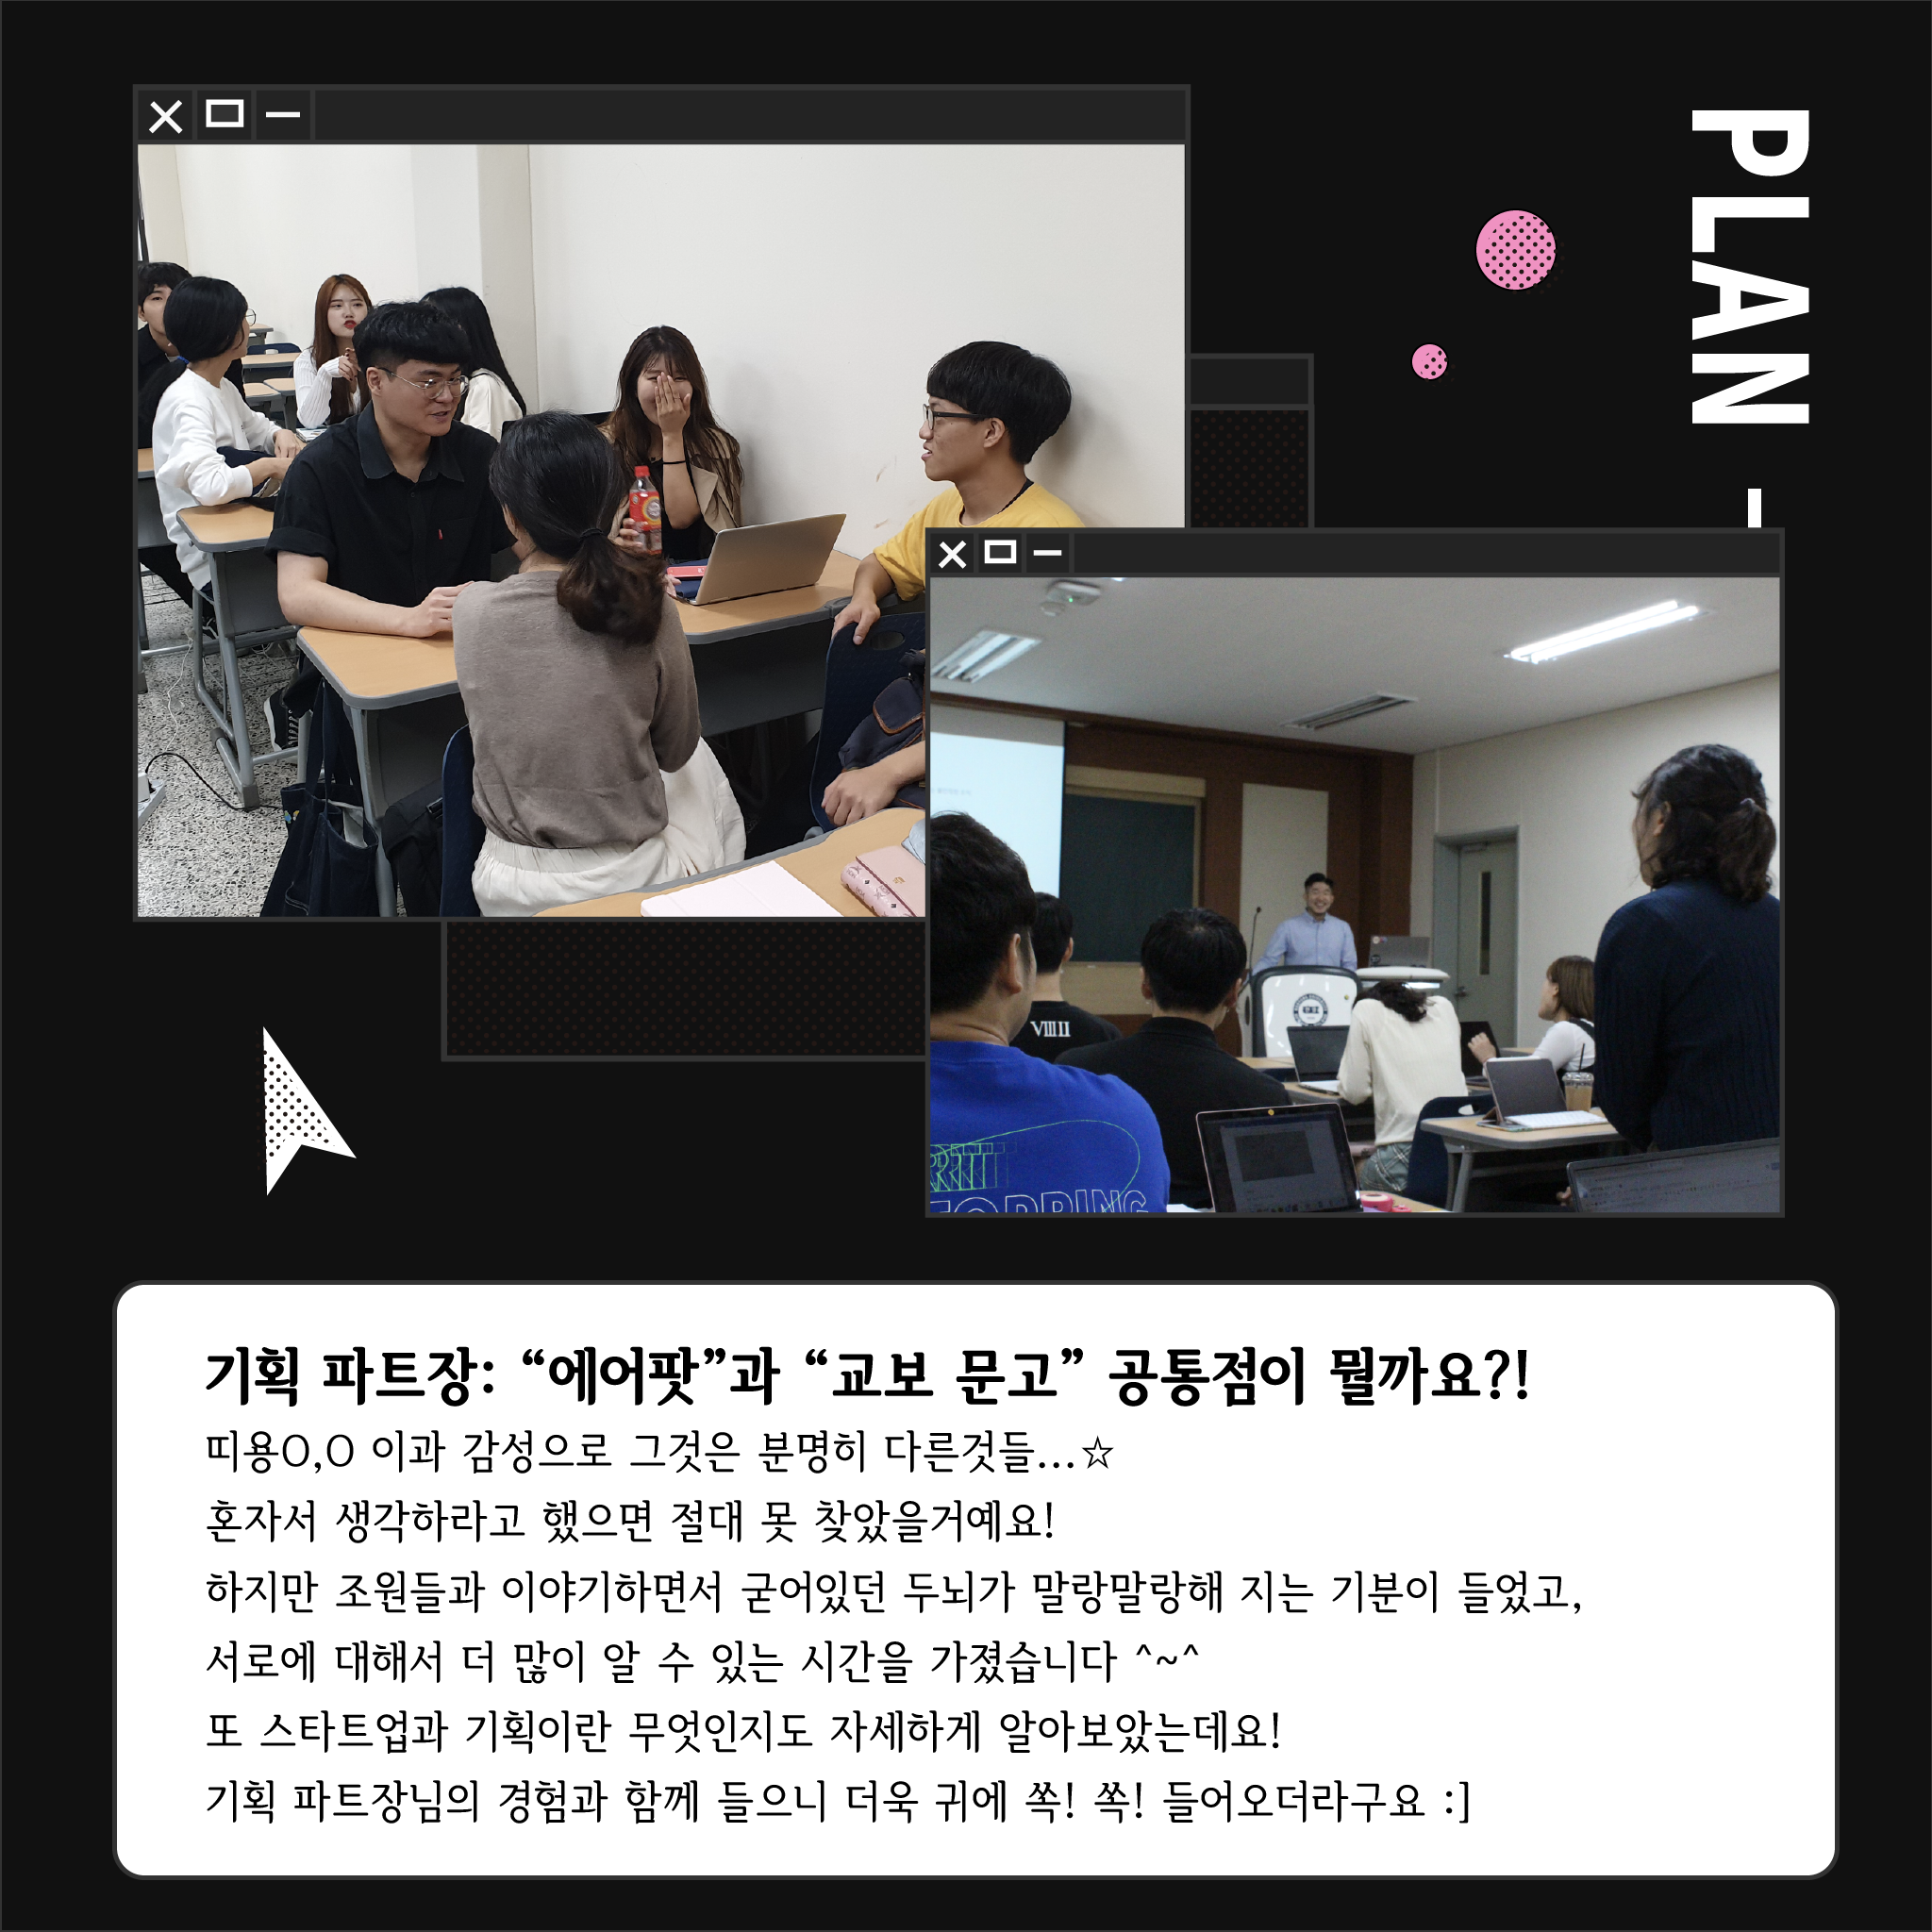 PLAN -
VIII II
기획 파트장: “에어팟”과 “교보 문고” 공통점이 뭘까요?!
띠용O,O 이과 감성으로 그것은 분명히 다른것들...☆
혼자서 생각하라고 했으면 절대 못 찾았을거예요!
하지만 조원들과 이야기하면서 굳어있던 두뇌가 말랑말랑해 지는 기분이 들었고,
서로에 대해서 더 많이 알 수 있는 시간을 가졌습니다 ^~^
또 스타트업과 기획이란 무엇인지도 자세하게 알아보았는데요!
기획 파트장님의 경험과 함께 들으니 더욱 귀에 쏙! 쏙! 들어오더라구요 :]